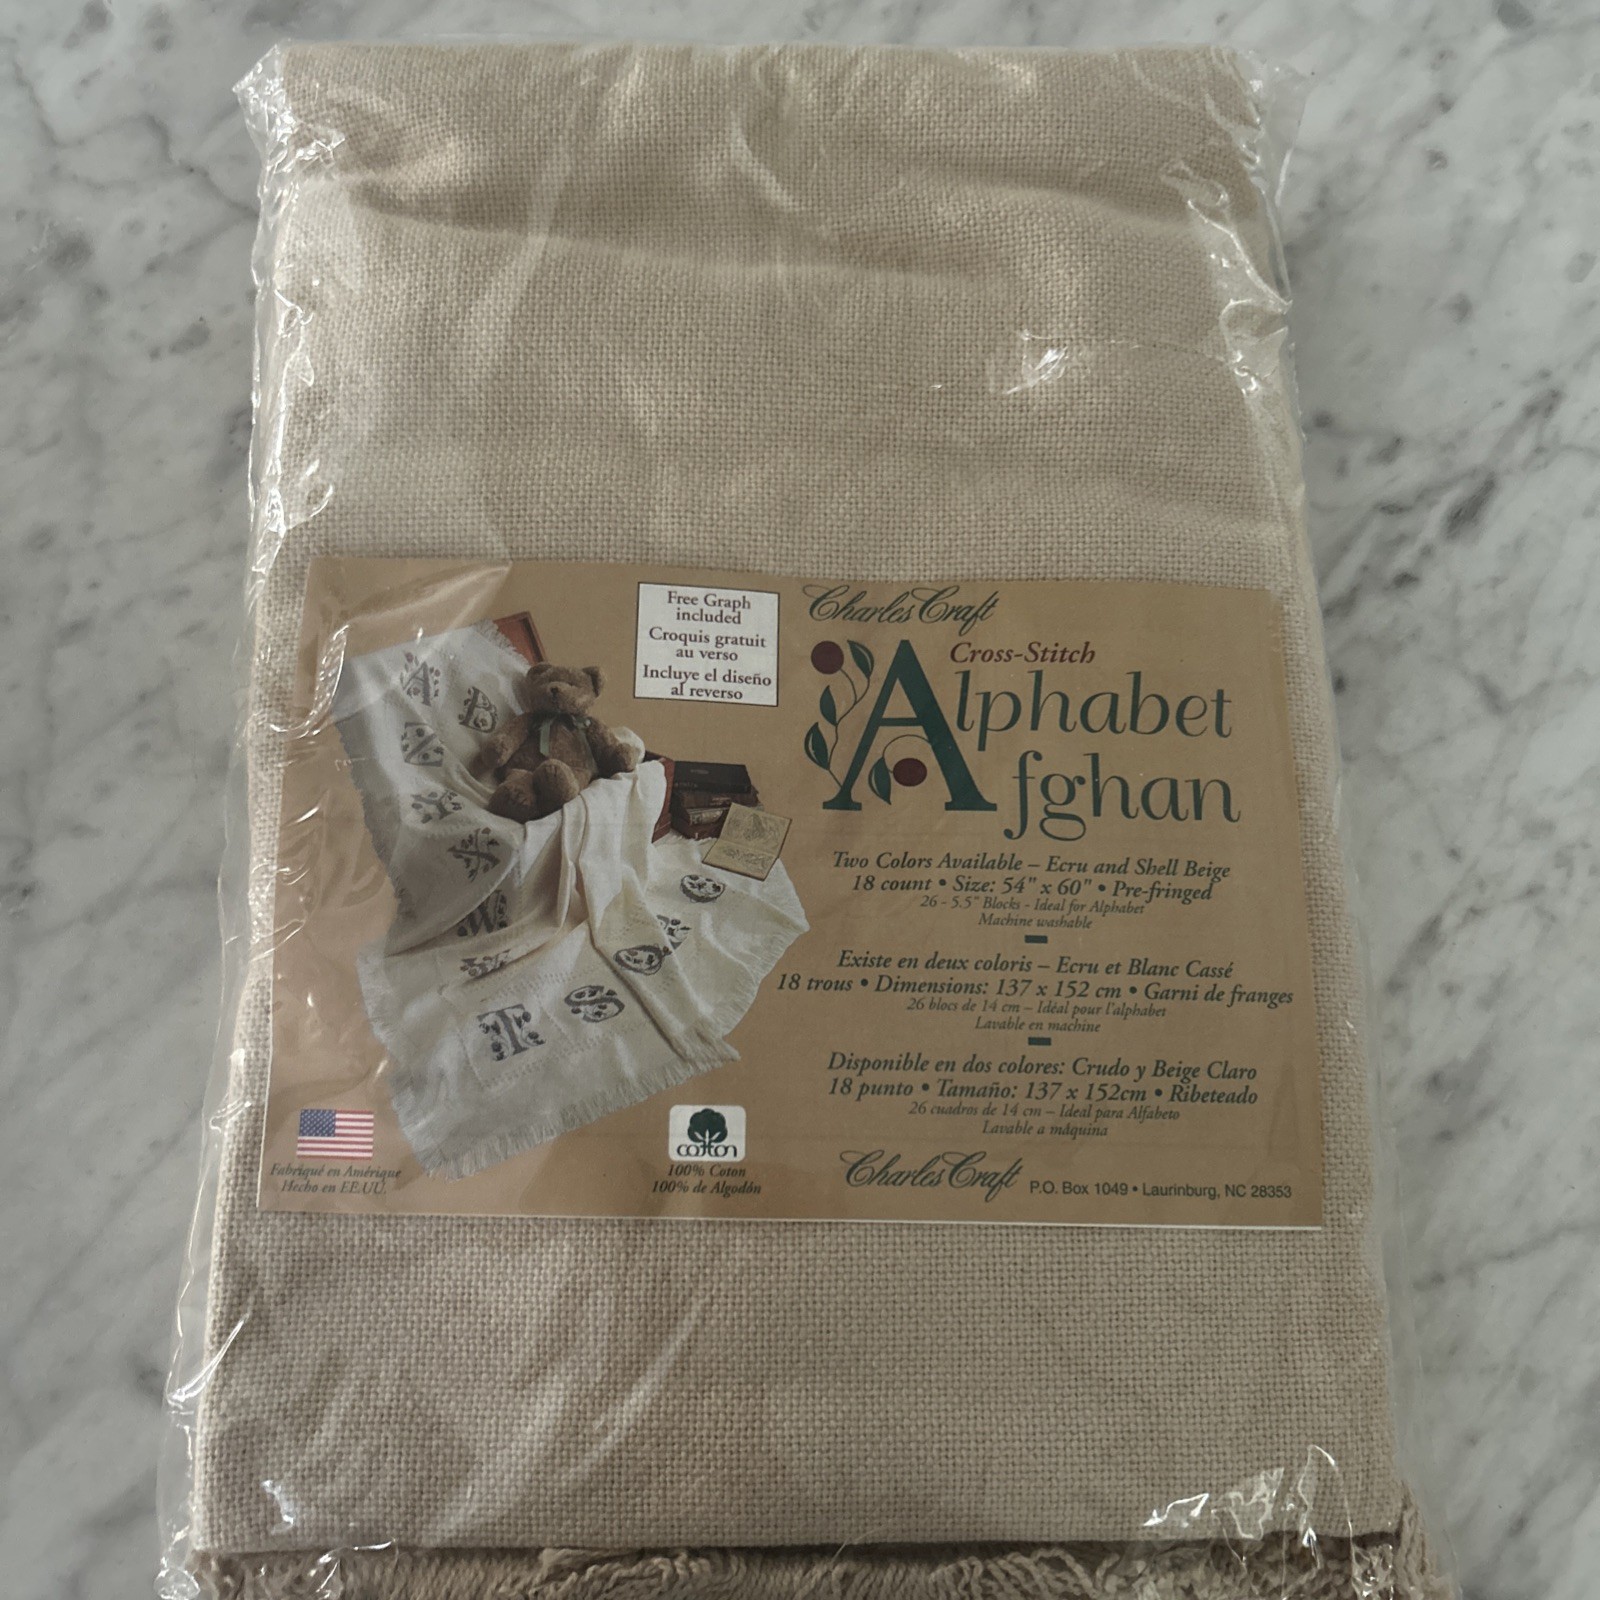 Free Graph
included
Croquis gratuit
au verso
Incluye el diseño
al reverso
Charles Craft
Cross-Stitch
Alphabet
Afghan
Two Colors Available – Ecru and Shell Beige
18 count • Size: 54" x 60" • Pre-fringed
26 - 5.5" Blocks - Ideal for Alphabet
Machine washable
Existe en deux coloris – Ecru et Blanc Cassé
18 trous • Dimensions: 137 x 152 cm • Garni de franges
26 blocs de 14 cm – Idéal pour l'alphabet
Lavable en machine
Disponible en dos colores: Crudo y Beige Claro
18 punto • Tamaño: 137 x 152cm • Ribeteado
26 cuadros de 14 cm – Ideal para Alfabeto
Lavable a máquina
Fabriqué en Amérique
Hecho en EE.UU.
cotton
100% Coton
100% de Algodón
Charles Craft P.O. Box 1049 • Laurinburg, NC 28353